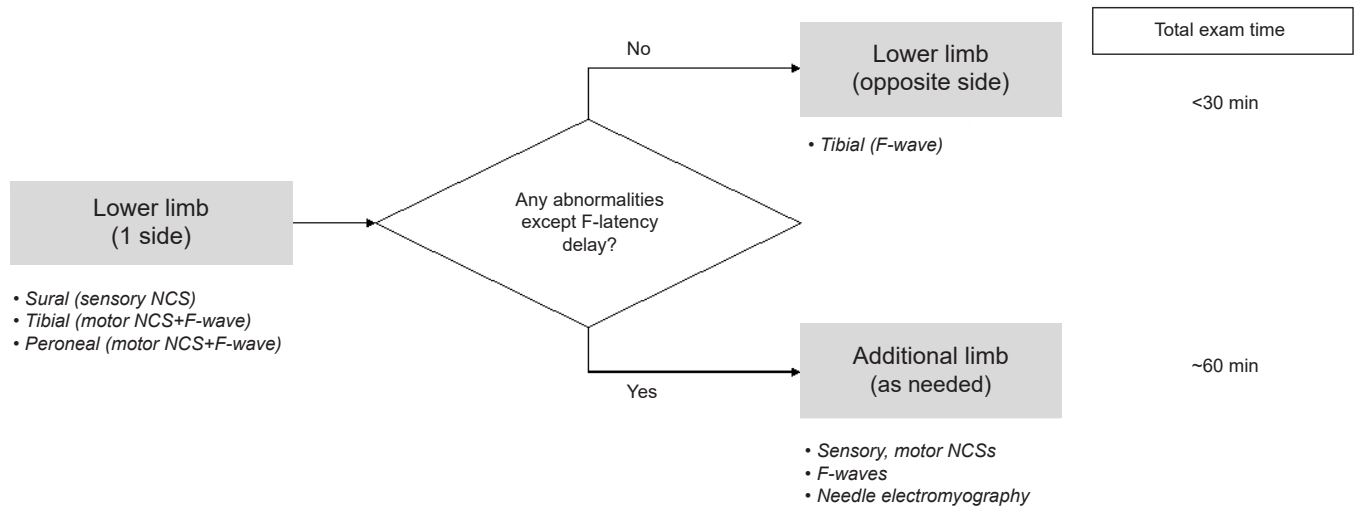 Total exam time
No
Lower limb
(opposite side)
<30 min
• Tibial (F-wave)
Lower limb
(1 side)
Any abnormalities
except F-latency
delay?
• Sural (sensory NCS)
• Tibial (motor NCS+F-wave)
• Peroneal (motor NCS+F-wave)
Yes
Additional limb
(as needed)
~60 min
• Sensory, motor NCSs
• F-waves
• Needle electromyography